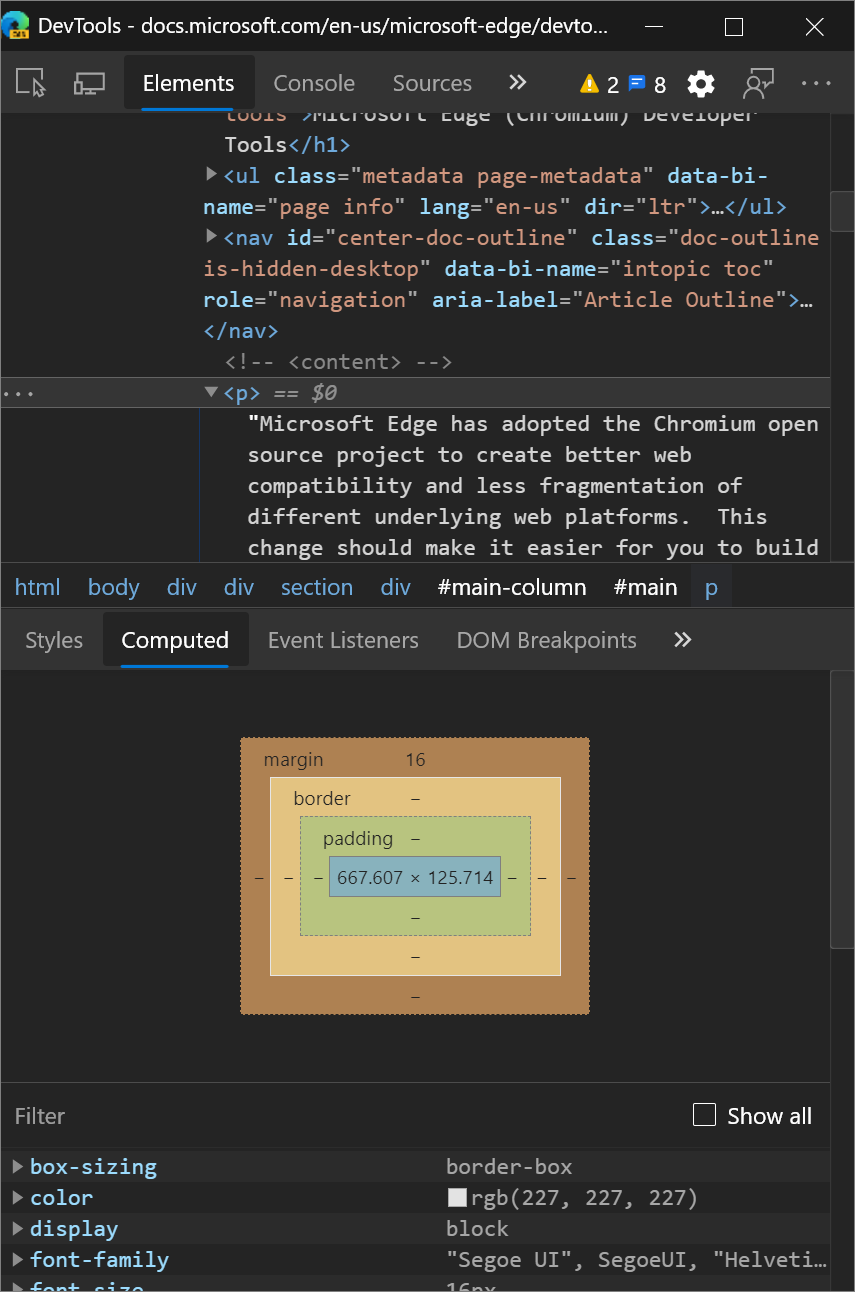 DevTools - docs.microsoft.com/en-us/microsoft-edge/devto...
Elements Console Sources » 2 8 ...
tools">Microsoft Edge (Chromium) Developer
Tools</h1>
<ul class="metadata page-metadata" data-bi-
name="page info" lang="en-us" dir="ltr">…</ul>
<nav id="center-doc-outline" class="doc-outline
is-hidden-desktop" data-bi-name="intopic toc"
role="navigation" aria-label="Article Outline">…
</nav>
<!-- <content> -->
... <p> == $0
"Microsoft Edge has adopted the Chromium open
source project to create better web
compatibility and less fragmentation of
different underlying web platforms.  This
change should make it easier for you to build
html body div div section div #main-column #main p
Styles Computed Event Listeners DOM Breakpoints »
margin 16
border –
padding –
– – – 667.607 × 125.714 – – –
–
–
–
Filter Show all
box-sizing border-box
color rgb(227, 227, 227)
display block
font-family "Segoe UI", SegoeUI, "Helveti…
font-size 16px